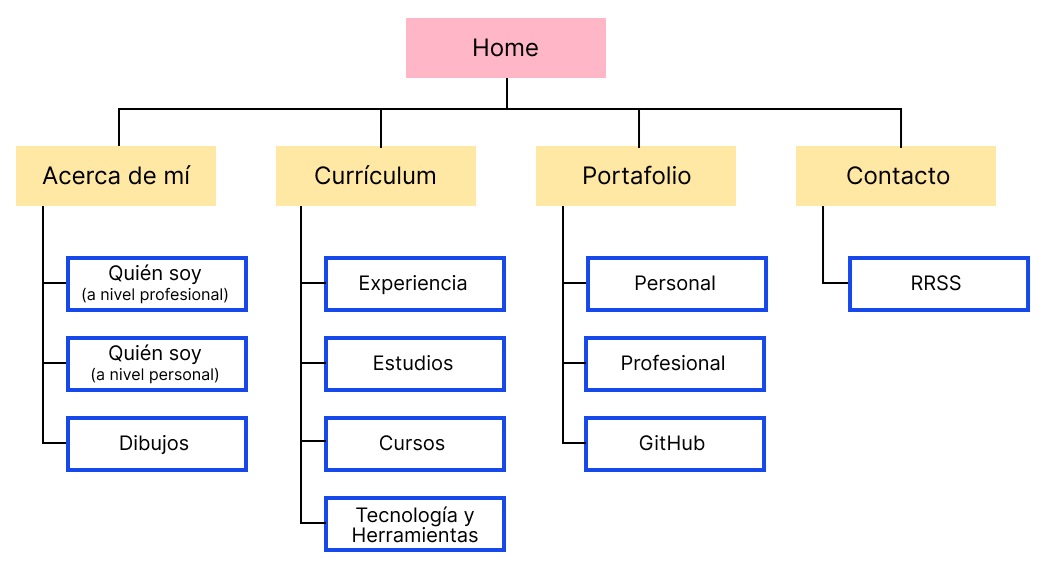 Home
Acerca de mí
Currículum
Portafolio
Contacto
Quién soy
(a nivel profesional)
Quién soy
(a nivel personal)
Dibujos
Experiencia
Estudios
Cursos
Tecnología y
Herramientas
Personal
Profesional
GitHub
RRSS